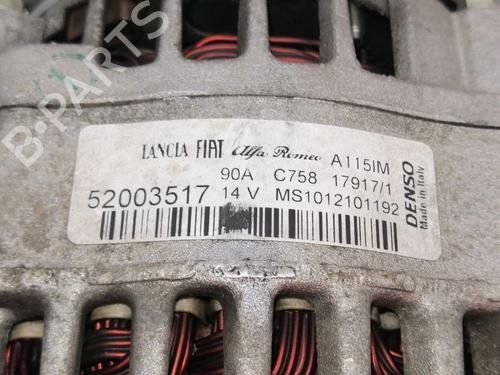 B-PARTS
LANCIA FIAT Alfa Romeo A115IM
90A C758 17917/1
52003517 14 V MS1012101192
DENSO
Made in Italy